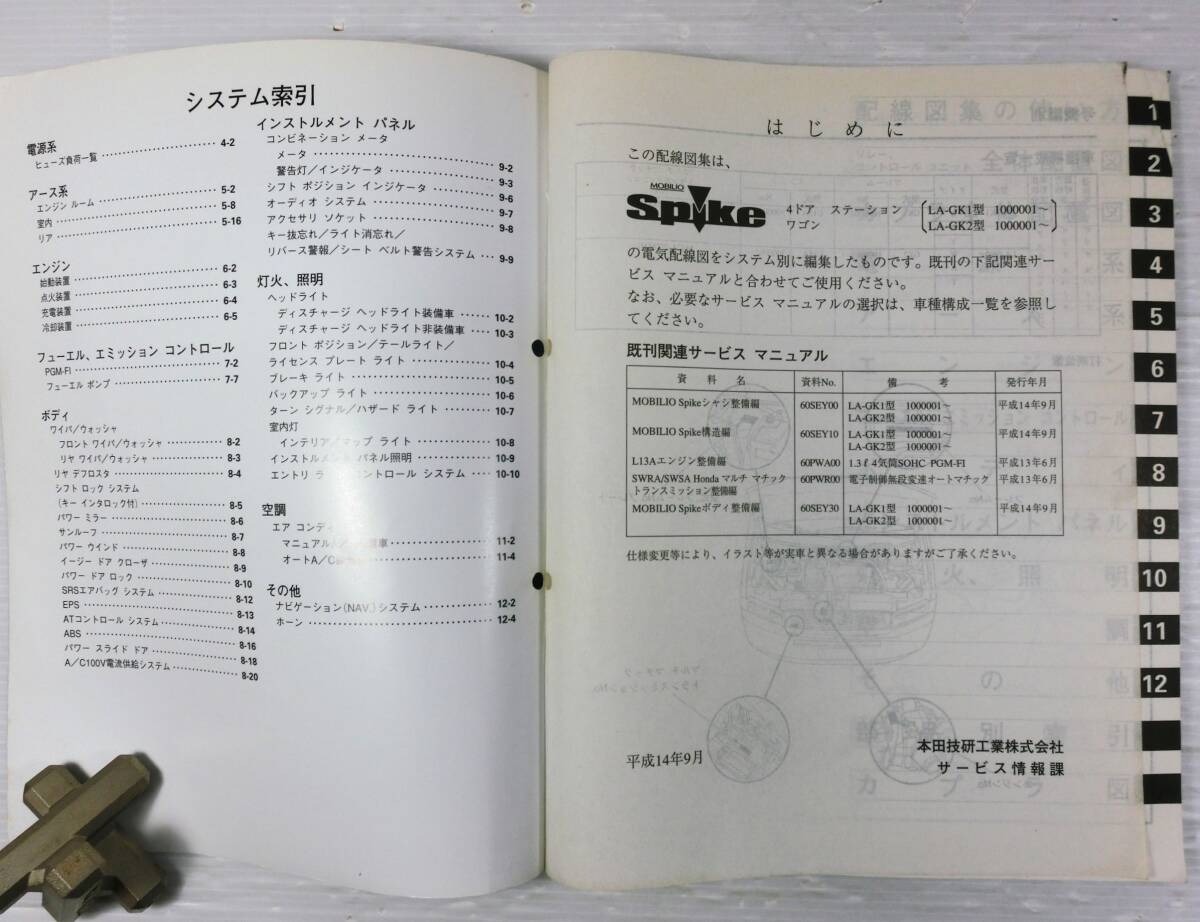 システム索引
電源系
ヒューズ負荷一覧 4-2
アース系
エンジン ルーム 5-2
室内 5-8
リア 5-16
エンジン
始動装置 6-2
点火装置 6-3
充電装置 6-4
冷却装置 6-5
フューエル、エミッション コントロール
PGM-FI 7-2
フューエル ポンプ 7-7
ボディ
ワイパ/ウォッシャ
フロント ワイパ/ウォッシャ 8-2
リヤ ワイパ/ウォッシャ 8-3
リヤ デフロスタ 8-4
シフト ロック システム
(キー インタロック付) 8-5
パワー ミラー 8-6
サンルーフ 8-7
パワー ウインド 8-8
イージー ドア クローザ 8-9
パワー ドア ロック 8-10
SRSエアバッグ システム 8-12
EPS 8-13
ATコントロール システム 8-14
ABS 8-16
パワー スライド ドア 8-18
A/C100V電流供給システム 8-20
インストルメント パネル
コンビネーション メータ
メータ 9-2
警告灯/インジケータ 9-3
シフト ポジション インジケータ 9-6
オーディオ システム 9-7
アクセサリ ソケット 9-8
キー抜忘れ/ライト消忘れ/
リバース警報/シート ベルト警告システム 9-9
灯火、照明
ヘッドライト
ディスチャージ ヘッドライト装備車 10-2
ディスチャージ ヘッドライト非装備車 10-3
フロント ポジション/テールライト/
ライセンス プレート ライト 10-4
ブレーキ ライト 10-5
バックアップ ライト 10-6
ターン シグナル/ハザード ライト 10-7
室内灯
インテリア/マップ ライト 10-8
インストルメント パネル照明 10-9
エントリ ラ コントロール システム 10-10
空調
エア コンディ
マニュアルA/ 車 11-2
オートA/C 11-4
その他
ナビゲーション(NAV.)システム 12-2
ホーン 12-4
はじめに
この配線図集は、
MOBILIO
Spike
4ドア ステーション LA-GK1型 1000001~
ワゴン LA-GK2型 1000001~
の電気配線図をシステム別に編集したものです。既刊の下記関連サー
ビス マニュアルと合わせてご使用ください。
なお、必要なサービス マニュアルの選択は、車種構成一覧を参照し
てください。
既刊関連サービス マニュアル
資料名 資料No. 備考 発行年月
MOBILIO Spikeシャシ整備編 60SEY00 LA-GK1型 1000001~ 平成14年9月
LA-GK2型 1000001~
MOBILIO Spike構造編 60SEY10 LA-GK1型 1000001~ 平成14年9月
LA-GK2型 1000001~
L13Aエンジン整備編 60PWA00 1.3ℓ 4気筒SOHC PGM-FI 平成13年6月
SWRA/SWSA Honda マルチ マチック 60PWR00 電子制御無段変速オートマチック 平成13年6月
トランスミッション整備編
MOBILIO Spikeボディ整備編 60SEY30 LA-GK1型 1000001~ 平成14年9月
LA-GK2型 1000001~
仕様変更等により、イラスト等が実車と異なる場合がありますがご了承ください。
平成14年9月
本田技研工業株式会社
サービス情報課
1
2
3
4
5
6
7
8
9
10
11
12